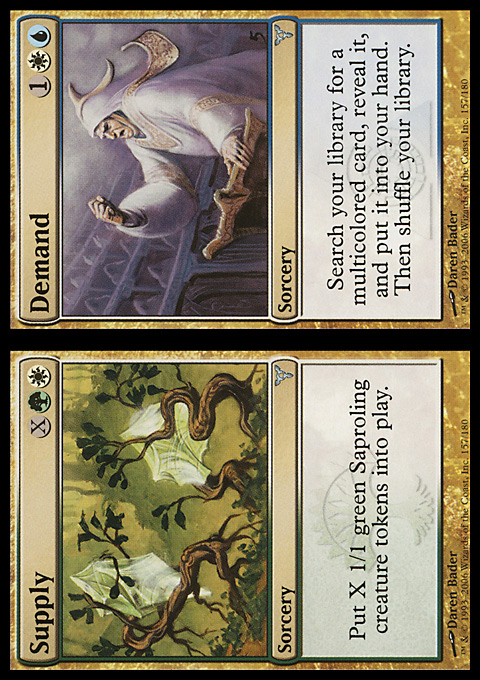 Supply X
Sorcery
Put X 1/1 green Saproling
creature tokens into play.
Daren Bader
™ & © 1993-2006 Wizards of the Coast, Inc. 157/180
Demand 1
Sorcery
Search your library for a
multicolored card, reveal it,
and put it into your hand.
Then shuffle your library.
Daren Bader
™ & © 1993-2006 Wizards of the Coast, Inc. 157/180